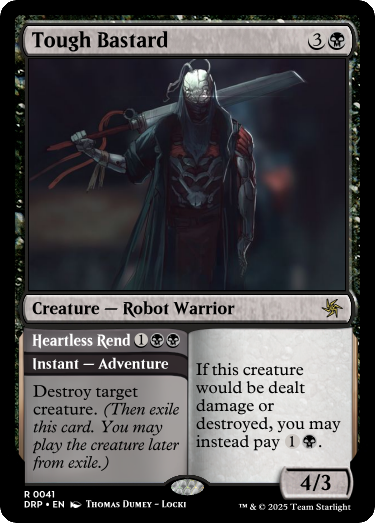 Tough Bastard 3
Creature — Robot Warrior
Heartless Rend 1
Instant — Adventure
Destroy target
creature. (Then exile
this card. You may
play the creature later
from exile.)
If this creature
would be dealt
damage or
destroyed, you may
instead pay 1 .
4/3
R 0041
DRP • EN Thomas Dumey - Locki
™ & © 2025 Team Starlight